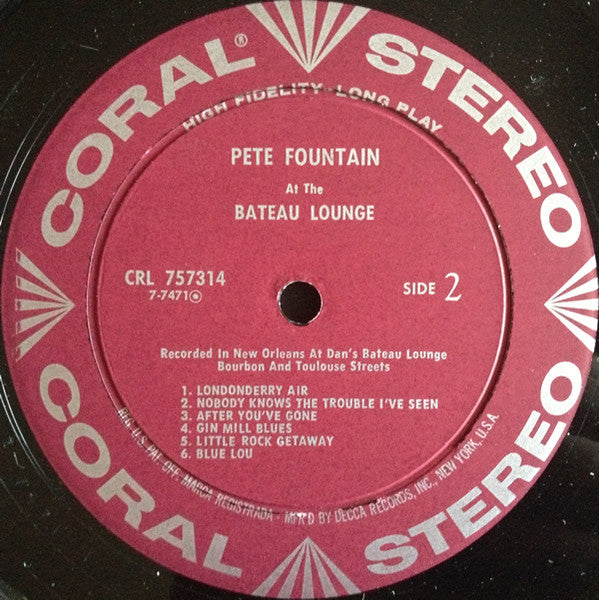 CORAL®
STEREO
HIGH FIDELITY · LONG PLAY
PETE FOUNTAIN
At The
BATEAU LOUNGE
CRL 757314
7-7471
SIDE 2
Recorded In New Orleans At Dan's Bateau Lounge
Bourbon And Toulouse Streets
1. LONDONDERRY AIR
2. NOBODY KNOWS THE TROUBLE I'VE SEEN
3. AFTER YOU'VE GONE
4. GIN MILL BLUES
5. LITTLE ROCK GETAWAY
6. BLUE LOU
REG. U.S. PAT. OFF. MARCA REGISTRADA · MF'R'D BY DECCA RECORDS, INC., NEW YORK, U.S.A.
CORAL
STEREO